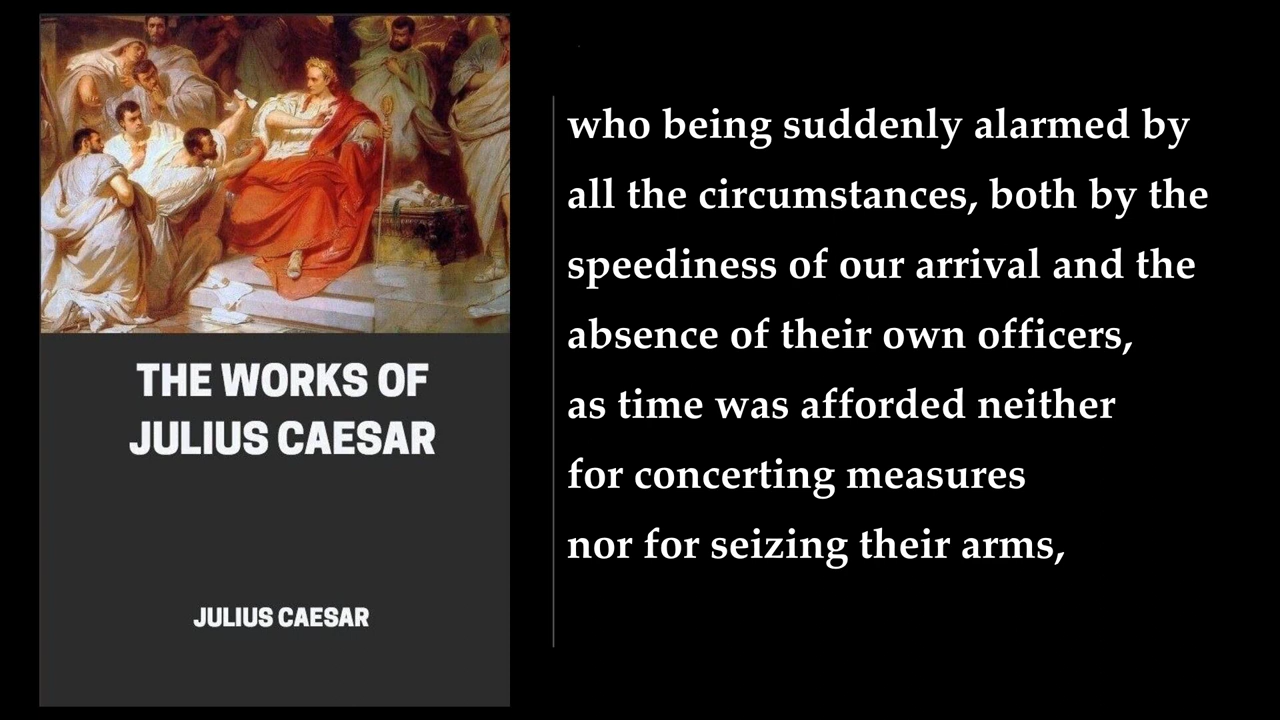 THE WORKS OF
JULIUS CAESAR
JULIUS CAESAR
who being suddenly alarmed by
all the circumstances, both by the
speediness of our arrival and the
absence of their own officers,
as time was afforded neither
for concerting measures
nor for seizing their arms,